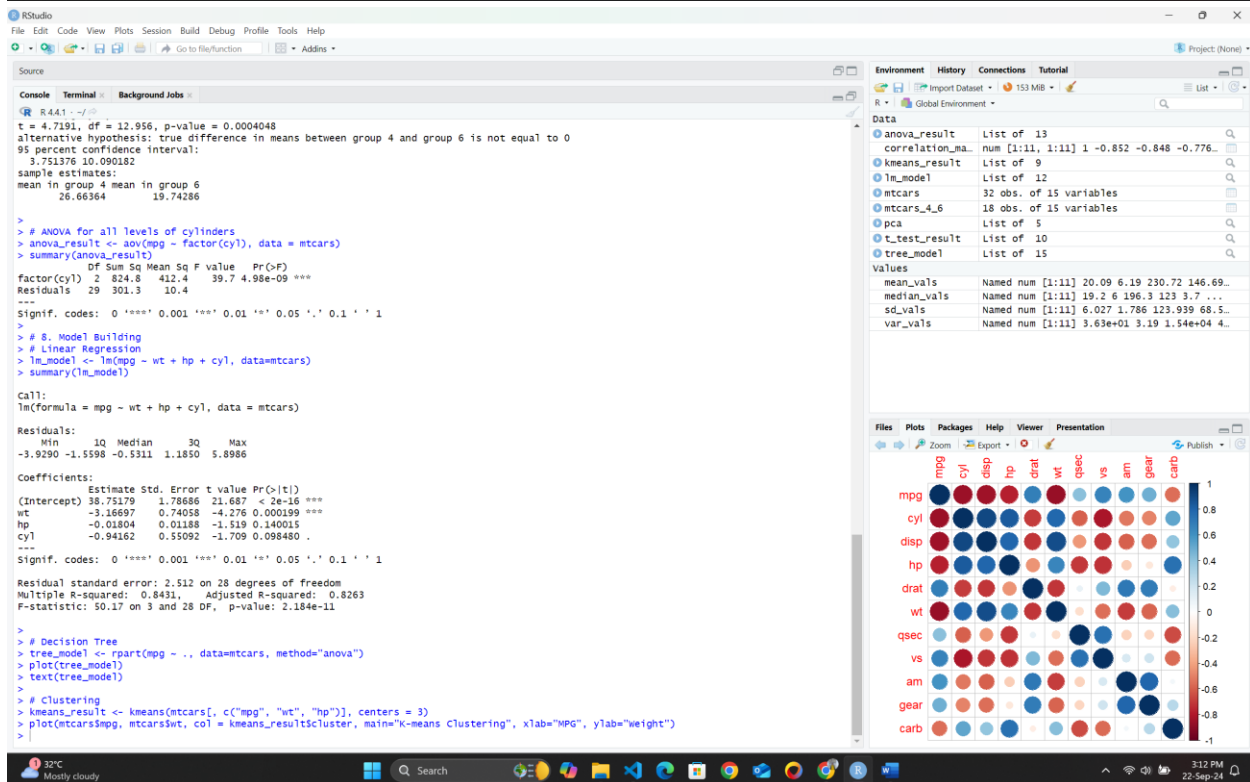 RStudio
File Edit Code View Plots Session Build Debug Profile Tools Help
Go to file/function Addins
Project: (None)
Source
Console Terminal Background Jobs
R 4.4.1 · ~/
t = 4.7191, df = 12.956, p-value = 0.0004048
alternative hypothesis: true difference in means between group 4 and group 6 is not equal to 0
95 percent confidence interval:
3.751376 10.090182
sample estimates:
mean in group 4 mean in group 6
26.66364 19.74286
>
> # ANOVA for all levels of cylinders
> anova_result <- aov(mpg ~ factor(cyl), data = mtcars)
> summary(anova_result)
Df Sum Sq Mean Sq F value Pr(>F)
factor(cyl) 2 824.8 412.4 39.7 4.98e-09 ***
Residuals 29 301.3 10.4
---
Signif. codes: 0 ‘***’ 0.001 ‘**’ 0.01 ‘*’ 0.05 ‘.’ 0.1 ‘ ’ 1
>
> # 8. Model Building
> # Linear Regression
> lm_model <- lm(mpg ~ wt + hp + cyl, data=mtcars)
> summary(lm_model)
Call:
lm(formula = mpg ~ wt + hp + cyl, data = mtcars)
Residuals:
Min 1Q Median 3Q Max
-3.9290 -1.5598 -0.5311 1.1850 5.8986
Coefficients:
Estimate Std. Error t value Pr(>|t|)
(Intercept) 38.75179 1.78686 21.687 < 2e-16 ***
wt -3.16697 0.74058 -4.276 0.000199 ***
hp -0.01804 0.01188 -1.519 0.140015
cyl -0.94162 0.55092 -1.709 0.098480 .
---
Signif. codes: 0 ‘***’ 0.001 ‘**’ 0.01 ‘*’ 0.05 ‘.’ 0.1 ‘ ’ 1
Residual standard error: 2.512 on 28 degrees of freedom
Multiple R-squared: 0.8431, Adjusted R-squared: 0.8263
F-statistic: 50.17 on 3 and 28 DF, p-value: 2.184e-11
>
> # Decision Tree
> tree_model <- rpart(mpg ~ ., data=mtcars, method="anova")
> plot(tree_model)
> text(tree_model)
>
> # Clustering
> kmeans_result <- kmeans(mtcars[, c("mpg", "wt", "hp")], centers = 3)
> plot(mtcars$mpg, mtcars$wt, col = kmeans_result$cluster, main="K-means Clustering", xlab="MPG", ylab="Weight")
>
Environment History Connections Tutorial
Import Dataset 153 MiB List
R Global Environment
Data
anova_result List of 13
correlation_ma… num [1:11, 1:11] 1 -0.852 -0.848 -0.776…
kmeans_result List of 9
lm_model List of 12
mtcars 32 obs. of 15 variables
mtcars_4_6 18 obs. of 15 variables
pca List of 5
t_test_result List of 10
tree_model List of 15
Values
mean_vals Named num [1:11] 20.09 6.19 230.72 146.69…
median_vals Named num [1:11] 19.2 6 196.3 123 3.7 ...
sd_vals Named num [1:11] 6.027 1.786 123.939 68.5…
var_vals Named num [1:11] 3.63e+01 3.19 1.54e+04 4…
Files Plots Packages Help Viewer Presentation
Zoom Export Publish
mpg cyl disp hp drat wt qsec vs am gear carb
mpg
cyl
disp
hp
drat
wt
qsec
vs
am
gear
carb
1
0.8
0.6
0.4
0.2
0
-0.2
-0.4
-0.6
-0.8
-1
1
32°C
Mostly cloudy
Search
3:12 PM
22-Sep-24